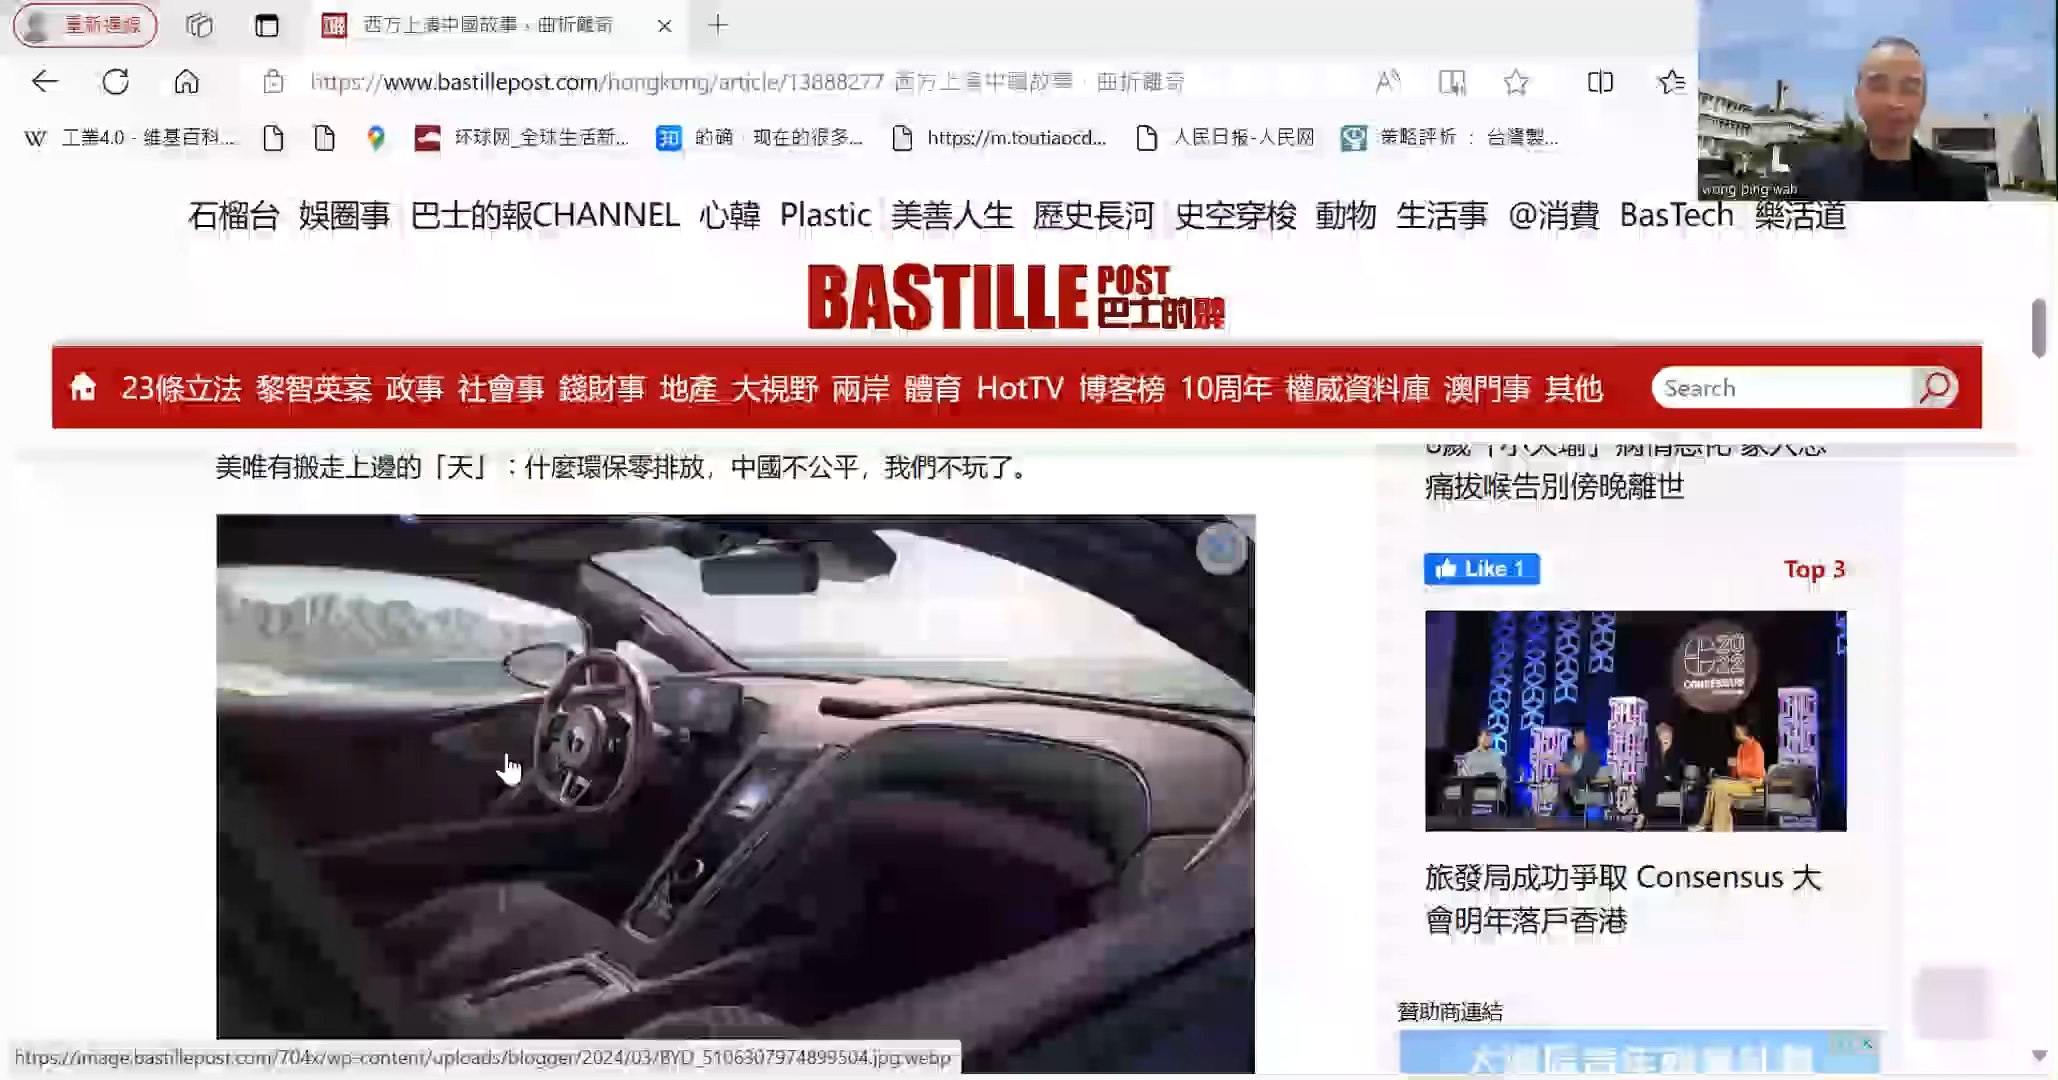 重新連線
西方上演中國故事，曲折離奇
https://www.bastillepost.com/hongkong/article/13888277-西方上演中國故事，曲折離奇
工業4.0 - 維基百科...
环球网_全球生活新...
的确，现在的很多...
https://m.toutiaocd...
人民日报-人民网
策略評析 ： 台灣製...
wong ping wah
石榴台 娛圈事 巴士的報CHANNEL 心韓 Plastic 美善人生 歷史長河 史空穿梭 動物 生活事 @消費 BasTech 樂活道
BASTILLE POST 巴士的報
23條立法 黎智英案 政事 社會事 錢財事 地產 大視野 兩岸 體育 HotTV 博客榜 10周年 權威資料庫 澳門事 其他
Search
美唯有搬走上邊的「天」：什麼環保零排放，中國不公平，我們不玩了。
痛拔喉告別傍晚離世
Like 1
Top 3
2022
CONSENSUS
旅發局成功爭取 Consensus 大
會明年落戶香港
贊助商連結
https://image.bastillepost.com/704x/wp-content/uploads/blogger/2024/03/BYD_5106307974899504.jpg.webp